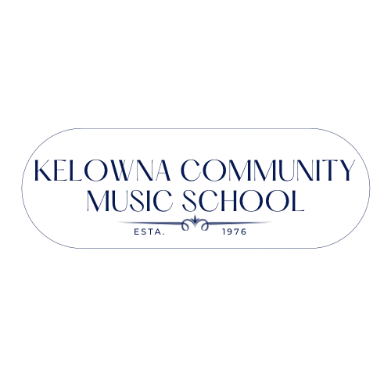 KELOWNA COMMUNITY
MUSIC SCHOOL
ESTA. 1976